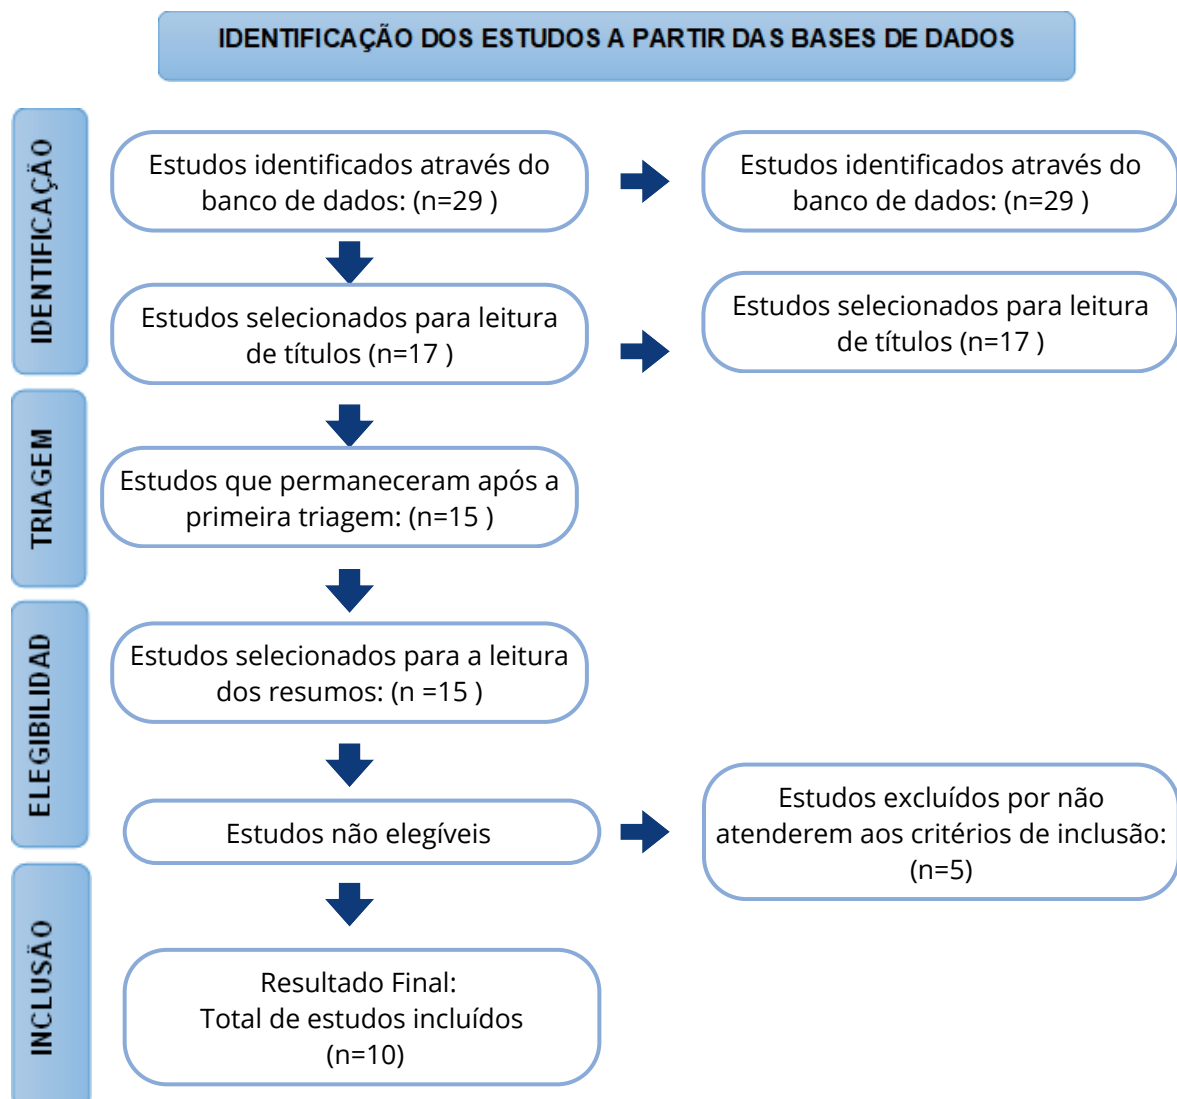 IDENTIFICAÇÃO DOS ESTUDOS A PARTIR DAS BASES DE DADOS
IDENTIFICAÇÃO
Estudos identificados através do
banco de dados: (n=29 )
Estudos identificados através do
banco de dados: (n=29 )
Estudos selecionados para leitura
de títulos (n=17 )
Estudos selecionados para leitura
de títulos (n=17 )
TRIAGEM
Estudos que permaneceram após a
primeira triagem: (n=15 )
ELEGIBILIDAD
Estudos selecionados para a leitura
dos resumos: (n =15 )
Estudos não elegíveis
Estudos excluídos por não
atenderem aos critérios de inclusão:
(n=5)
INCLUSÃO
Resultado Final:
Total de estudos incluídos
(n=10)